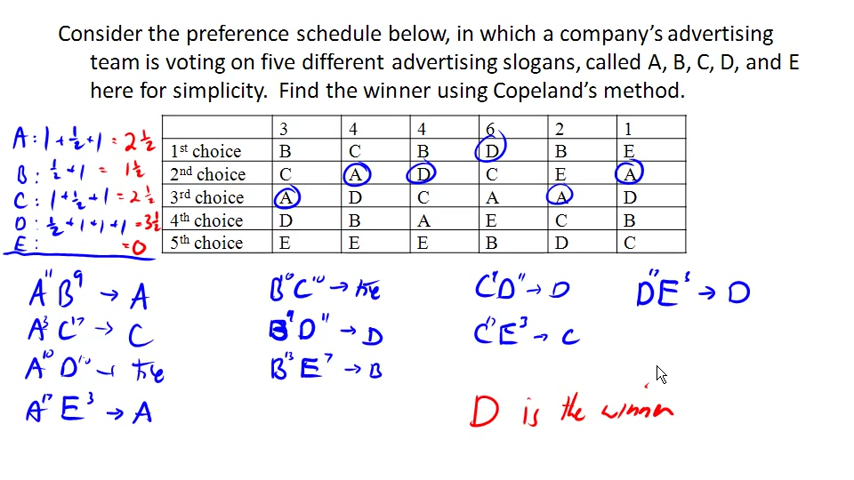 Consider the preference schedule below, in which a company's advertising
team is voting on five different advertising slogans, called A, B, C, D, and E
here for simplicity. Find the winner using Copeland's method.
3 4 4 6 2 1
1st choice B C B D B E
2nd choice C A D C E A
3rd choice A D C A A D
4th choice D B A E C B
5th choice E E E B D C
A: 1+½+1 = 2½
B: ½+1 = 1½
C: 1+½+1 = 2½
D: ½+1+1+1 = 3½
E: = 0
A¹¹ B⁹ → A
A³ C¹⁷ → C
A¹⁰ D¹⁰ → tie
A¹⁷ E³ → A
B¹⁰ C¹⁰ → tie
B⁹ D¹¹ → D
B¹³ E⁷ → B
C⁹ D¹¹ → D
C¹⁷ E³ → C
D¹⁷ E³ → D
D is the winner